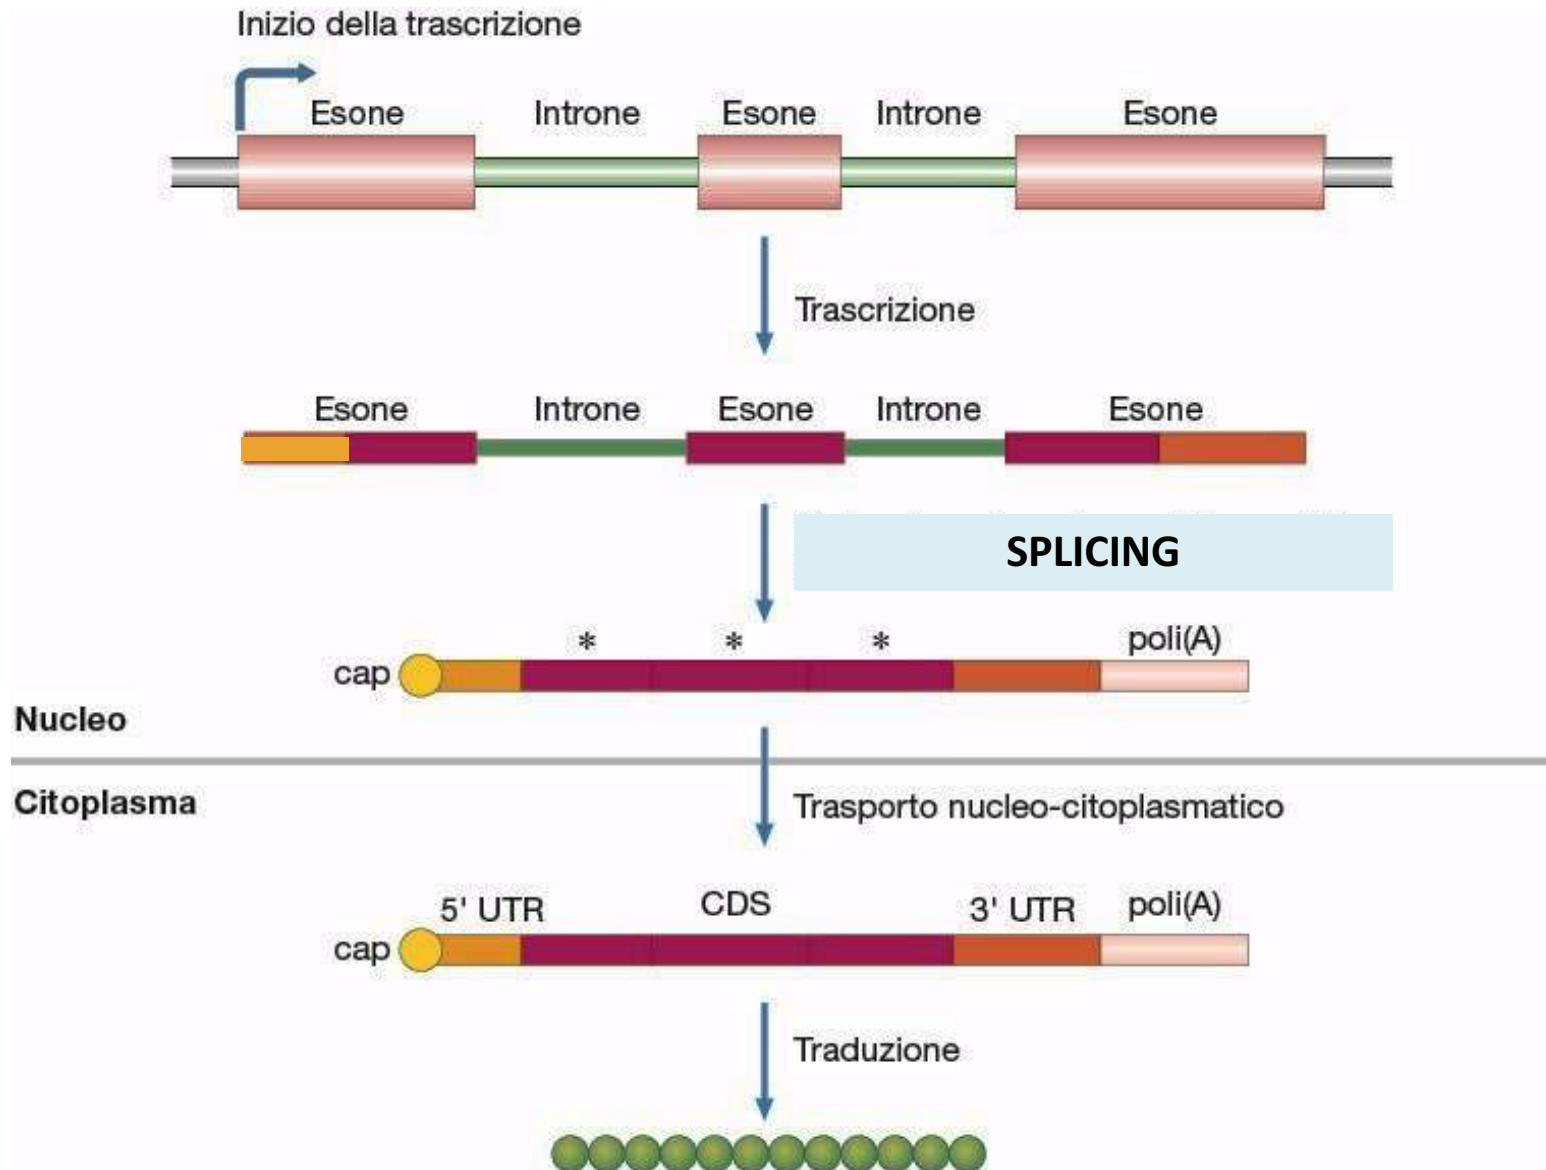 Inizio della trascrizione
Esone Introne Esone Introne Esone
Trascrizione
Esone Introne Esone Introne Esone
SPLICING
* * * poli(A)
cap
Nucleo
Citoplasma
Trasporto nucleo-citoplasmatico
5' UTR CDS 3' UTR poli(A)
cap
Traduzione